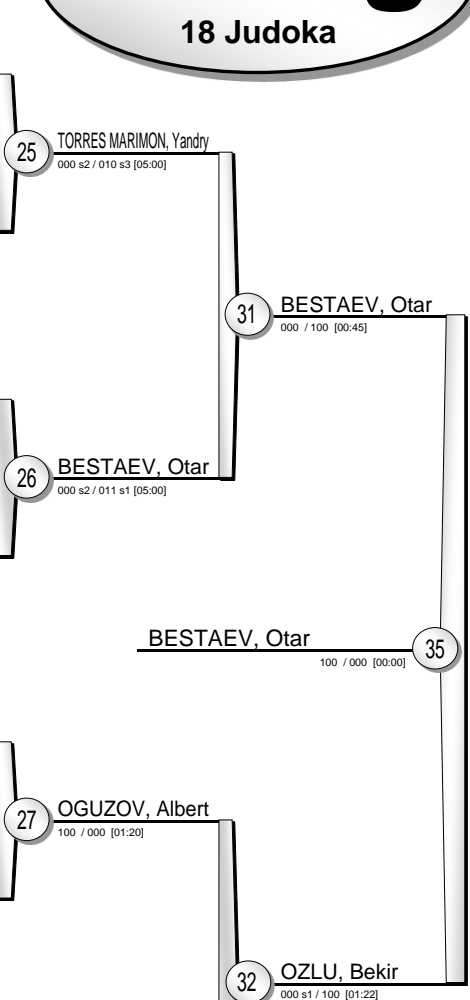 18 Judoka
25
TORRES MARIMON, Yandry
000 s2 / 010 s3 [05:00]
31
BESTAEV, Otar
000 / 100 [00:45]
26
BESTAEV, Otar
000 s2 / 011 s1 [05:00]
BESTAEV, Otar
35
100 / 000 [00:00]
27
OGUZOV, Albert
100 / 000 [01:20]
32
OZLU, Bekir
000 s1 / 100 [01:22]